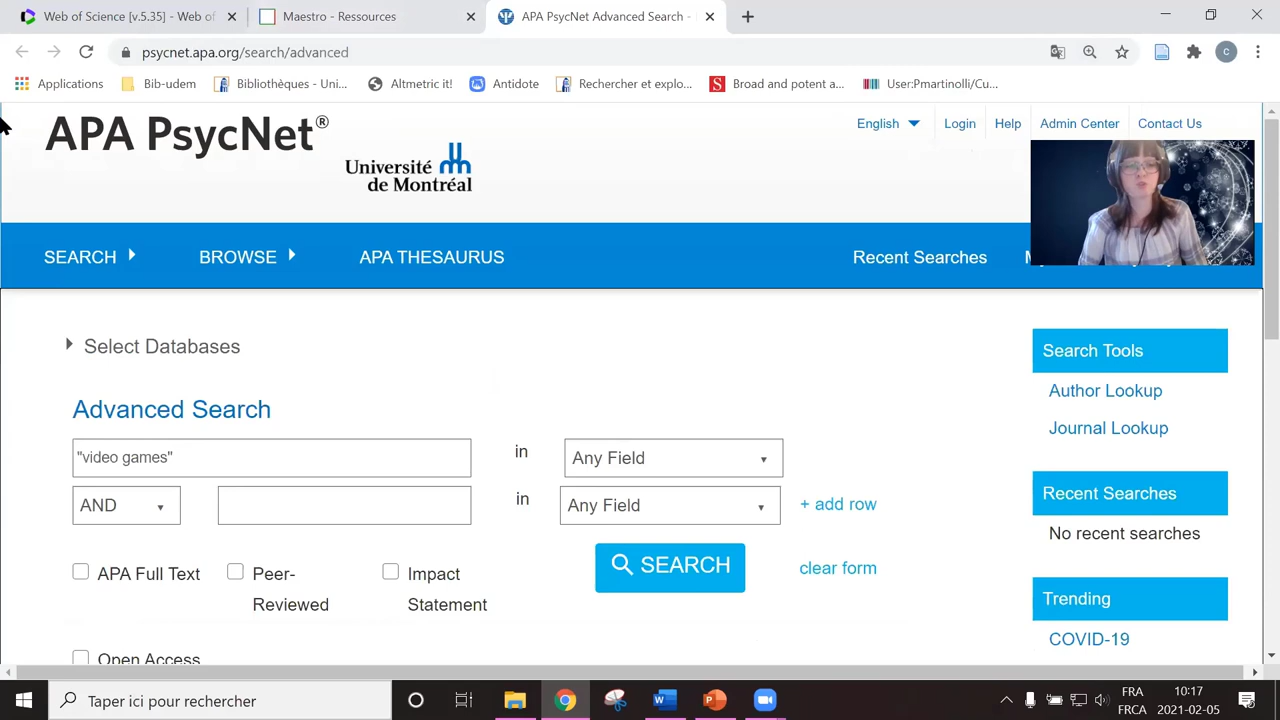 Web of Science [v.5.35] - Web of
Maestro - Ressources
APA PsycNet Advanced Search -
psycnet.apa.org/search/advanced
Applications
Bib-udem
Bibliothèques - Uni...
Altmetric it!
Antidote
Rechercher et explo...
S Broad and potent a...
User:Pmartinolli/Cu...
APA PsycNet®
Université de Montréal
English
Login
Help
Admin Center
Contact Us
SEARCH
BROWSE
APA THESAURUS
Recent Searches
Select Databases
Search Tools
Author Lookup
Journal Lookup
Advanced Search
"video games"
in
Any Field
AND
in
Any Field
+ add row
Recent Searches
No recent searches
APA Full Text
Peer-Reviewed
Impact Statement
SEARCH
clear form
Trending
COVID-19
Open Access
Taper ici pour rechercher
FRA
FRCA
10:17
2021-02-05